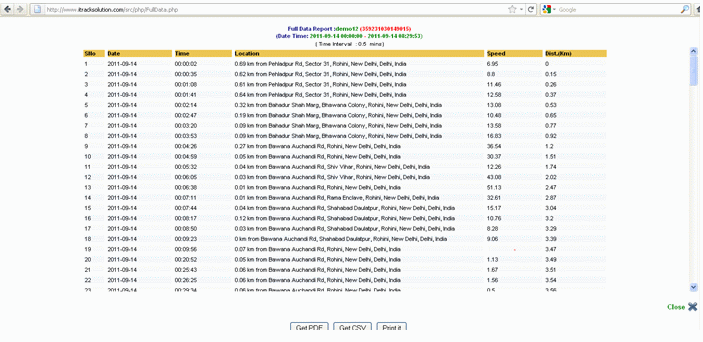 http://www.itracksolution.com/src/php/FullData.php
Google
Full Data Report :demo12 (359231030149015)
(Date Time: 2011-09-14 00:00:00 - 2011-09-14 08:29:53)
( Time Interval : 0.5 mins)
SNo Date Time Location Speed Dist.(Km)
1 2011-09-14 00:00:02 0.69 km from Pehladpur Rd, Sector 31, Rohini, New Delhi, Delhi, India 6.95 0
2 2011-09-14 00:00:35 0.62 km from Pehladpur Rd, Sector 31, Rohini, New Delhi, Delhi, India 8.8 0.15
3 2011-09-14 00:01:08 0.61 km from Pehladpur Rd, Sector 31, Rohini, New Delhi, Delhi, India 11.46 0.26
4 2011-09-14 00:01:41 0.64 km from Pehladpur Rd, Sector 31, Rohini, New Delhi, Delhi, India 12.58 0.37
5 2011-09-14 00:02:14 0.32 km from Bahadur Shah Marg, Bhawana Colony, Rohini, New Delhi, Delhi, India 13.08 0.53
6 2011-09-14 00:02:47 0.19 km from Bahadur Shah Marg, Bhawana Colony, Rohini, New Delhi, Delhi, India 10.48 0.65
7 2011-09-14 00:03:20 0.09 km from Bahadur Shah Marg, Bhawana Colony, Rohini, New Delhi, Delhi, India 13.58 0.77
8 2011-09-14 00:03:53 0.09 km from Bahadur Shah Marg, Bhawana Colony, Rohini, New Delhi, Delhi, India 16.83 0.92
9 2011-09-14 00:04:26 0.27 km from Bawana Auchandi Rd, Rohini, New Delhi, Delhi, India 36.54 1.2
10 2011-09-14 00:04:59 0.05 km from Bawana Auchandi Rd, Rohini, New Delhi, Delhi, India 30.37 1.51
11 2011-09-14 00:05:32 0.04 km from Bawana Auchandi Rd, Shiv Vihar, Rohini, New Delhi, Delhi, India 12.26 1.74
12 2011-09-14 00:06:05 0.03 km from Bawana Auchandi Rd, Shiv Vihar, Rohini, New Delhi, Delhi, India 43.08 2.02
13 2011-09-14 00:06:38 0.01 km from Bawana Auchandi Rd, Rohini, New Delhi, Delhi, India 51.13 2.47
14 2011-09-14 00:07:11 0.01 km from Bawana Auchandi Rd, Rama Enclave, Rohini, New Delhi, Delhi, India 32.61 2.87
15 2011-09-14 00:07:44 0.04 km from Bawana Auchandi Rd, Shahabad Daulatpur, Rohini, New Delhi, Delhi, India 15.17 3.04
16 2011-09-14 00:08:17 0.12 km from Bawana Auchandi Rd, Shahabad Daulatpur, Rohini, New Delhi, Delhi, India 10.76 3.2
17 2011-09-14 00:08:50 0.03 km from Bawana Auchandi Rd, Shahabad Daulatpur, Rohini, New Delhi, Delhi, India 8.28 3.29
18 2011-09-14 00:09:23 0 km from Bawana Auchandi Rd, Shahabad Daulatpur, Rohini, New Delhi, Delhi, India 9.06 3.39
19 2011-09-14 00:09:56 0.07 km from Bawana Auchandi Rd, Rohini, New Delhi, Delhi, India 3.47
20 2011-09-14 00:20:52 0.05 km from Bawana Auchandi Rd, Rohini, New Delhi, Delhi, India 1.13 3.49
21 2011-09-14 00:25:43 0.06 km from Bawana Auchandi Rd, Rohini, New Delhi, Delhi, India 1.67 3.51
22 2011-09-14 00:26:25 0.06 km from Bawana Auchandi Rd, Rohini, New Delhi, Delhi, India 1.56 3.54
23 2011-09-14 00:29:34 0.06 km from Bawana Auchandi Rd, Rohini, New Delhi, Delhi, India 0.5 3.56
Close
Get PDF Get CSV Print it